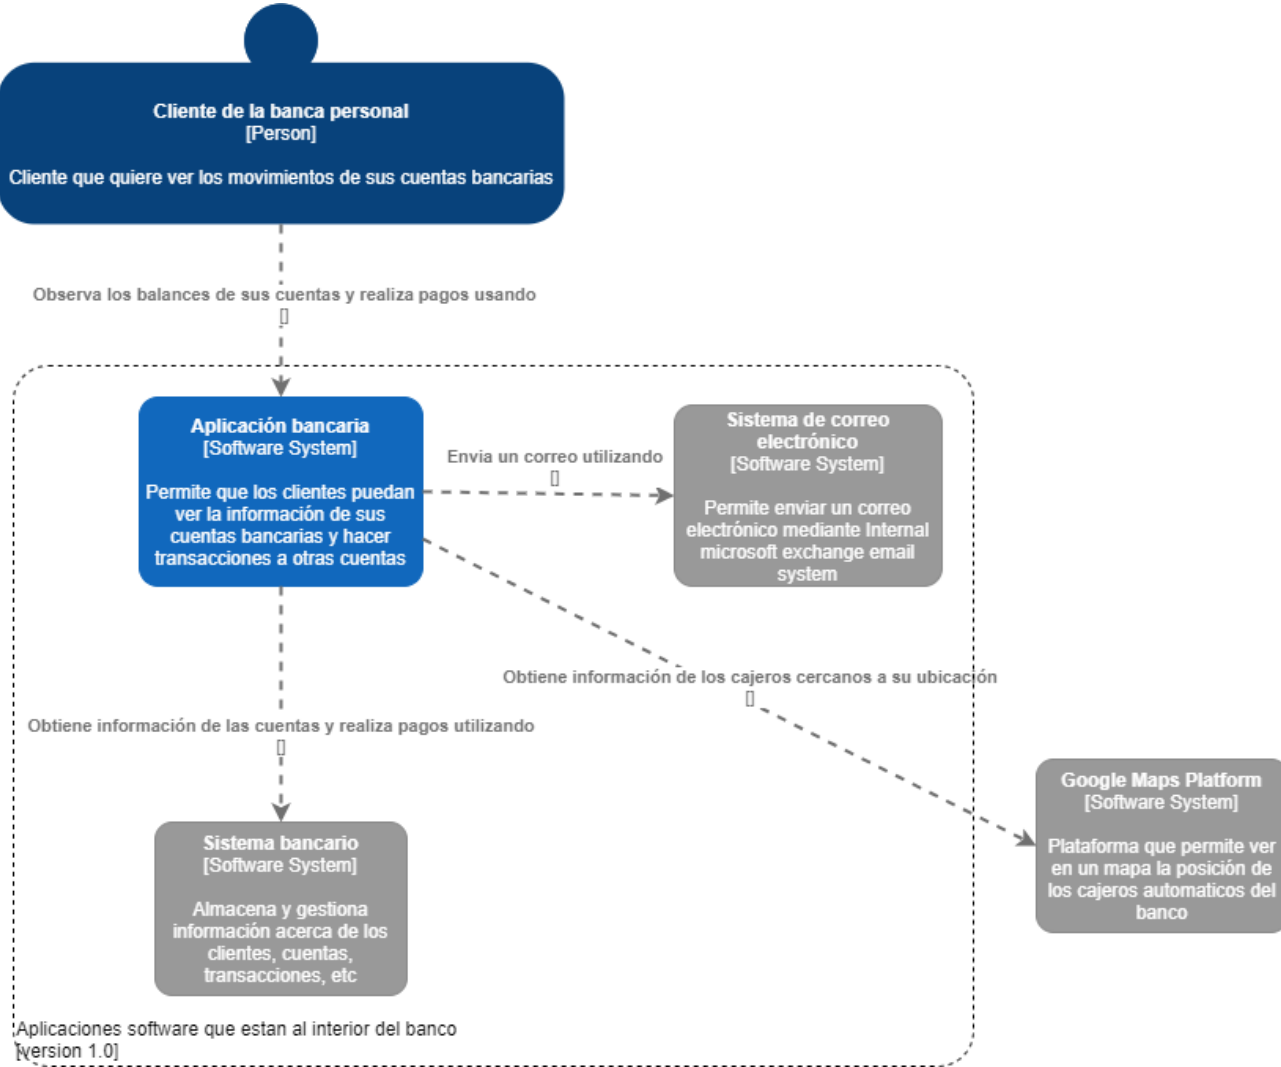 Cliente de la banca personal
[Person]
Cliente que quiere ver los movimientos de sus cuentas bancarias
Observa los balances de sus cuentas y realiza pagos usando
[]
Aplicación bancaria
[Software System]
Permite que los clientes puedan
ver la información de sus
cuentas bancarias y hacer
transacciones a otras cuentas
Envia un correo utilizando
[]
Sistema de correo
electrónico
[Software System]
Permite enviar un correo
electrónico mediante Internal
microsoft exchange email
system
Obtiene información de los cajeros cercanos a su ubicación
[]
Obtiene información de las cuentas y realiza pagos utilizando
[]
Google Maps Platform
[Software System]
Plataforma que permite ver
en un mapa la posición de
los cajeros automaticos del
banco
Sistema bancario
[Software System]
Almacena y gestiona
información acerca de los
clientes, cuentas,
transacciones, etc
Aplicaciones software que estan al interior del banco
[version 1.0]